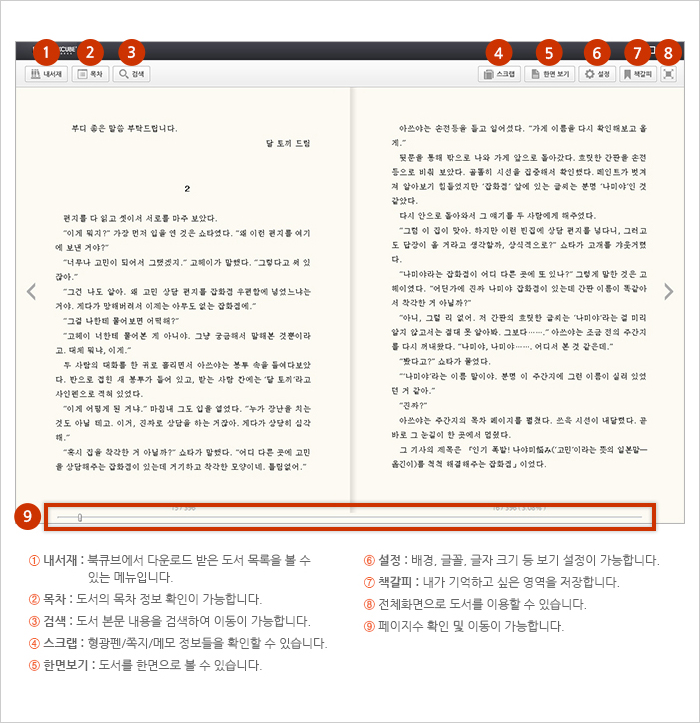 1
2
3
4
5
6
7
8
내서재
목차
검색
스크랩
한면 보기
설정
책갈피
부디 좋은 말씀 부탁드립니다.
달 토끼 드림
2
편지를 다 읽고 셋이서 서로를 마주 보았다.
“이게 뭐지?” 가장 먼저 입을 연 것은 쇼타였다. “왜 이런 편지를 여기
에 보낸 거야?”
“너무나 고민이 되어서 그랬겠지.” 고헤이가 말했다. “그렇다고 써 있
잖아.”
“그건 나도 알아. 왜 고민 상담 편지를 잡화점 우편함에 넣었느냐는
거야. 게다가 망해버려서 이제는 아무도 없는 잡화점에.”
“그걸 나한테 물어보면 어떡해?”
“고헤이 너한테 물어본 게 아니야. 그냥 궁금해서 말해본 것뿐이라
고. 대체 뭐냐, 이게.”
두 사람의 대화를 한 귀로 흘리면서 아쓰야는 봉투 속을 들여다보았
다. 반으로 접힌 새 봉투가 들어 있고, 받는 사람 칸에는 ‘달 토끼’라고
사인펜으로 적혀 있었다.
“이게 어떻게 된 거냐.” 마침내 그도 입을 열었다. “누가 장난을 치는
것도 아닐 테고. 이거, 진짜로 상담을 하는 거잖아. 게다가 상당히 심각
해.”
“혹시 집을 착각한 거 아닐까?” 쇼타가 말했다. “어디 다른 곳에 고민
을 상담해주는 잡화점이 있는데 거기하고 착각한 모양이네. 틀림없어.”
아쓰야는 손전등을 들고 일어섰다. “가게 이름을 다시 확인해보고 올
게.”
뒷문을 통해 밖으로 나와 가게 앞으로 돌아갔다. 흐릿한 간판을 손전
등으로 비춰 보았다. 골똘히 시선을 집중해서 확인했다. 페인트가 벗겨
져 알아보기 힘들었지만 ‘잡화점’ 앞에 있는 글씨는 분명 ‘나미야’인 것
같았다.
다시 안으로 돌아와서 그 얘기를 두 사람에게 해주었다.
“그럼 이 집이 맞아. 하지만 이런 빈집에 상담 편지를 넣다니, 그러고
도 답장이 올 거라고 생각할까, 상식적으로?” 쇼타가 고개를 갸웃거렸
다.
“나미야라는 잡화점이 어디 다른 곳에 또 있나?” 그렇게 말한 것은 고
헤이였다. “어딘가에 진짜 나미야 잡화점이 있는데 간판 이름이 똑같아
서 착각한 거 아닐까?”
“아니, 그럴 리 없어. 저 간판의 흐릿한 글씨는 ‘나미야’라는 걸 미리
알지 않고서는 절대 못 알아봐. 그보다…….” 아쓰야는 조금 전의 주간지
를 다시 꺼내왔다. “나미야, 나미야……. 어디서 본 것 같은데.”
“봤다고?” 쇼타가 물었다.
“‘나미야’라는 이름 말이야. 분명 이 주간지에 그런 이름이 실려 있었
던 거 같아.”
“진짜?”
아쓰야는 주간지의 목차 페이지를 펼쳤다. 쓰윽 시선이 내달렸다. 곧
바로 그 눈길이 한 곳에서 멈췄다.
그 기사의 제목은 『인기 폭발! 나야미悩み(‘고민’이라는 뜻의 일본말―
옮긴이)를 척척 해결해주는 잡화점』이었다.
9
① 내서재 : 북큐브에서 다운로드 받은 도서 목록을 볼 수
있는 메뉴입니다.
② 목차 : 도서의 목차 정보 확인이 가능합니다.
③ 검색 : 도서 본문 내용을 검색하여 이동이 가능합니다.
④ 스크랩 : 형광펜/쪽지/메모 정보들을 확인할 수 있습니다.
⑤ 한면보기 : 도서를 한면으로 볼 수 있습니다.
⑥ 설정 : 배경, 글꼴, 글자 크기 등 보기 설정이 가능합니다.
⑦ 책갈피 : 내가 기억하고 싶은 영역을 저장합니다.
⑧ 전체화면으로 도서를 이용할 수 있습니다.
⑨ 페이지수 확인 및 이동이 가능합니다.